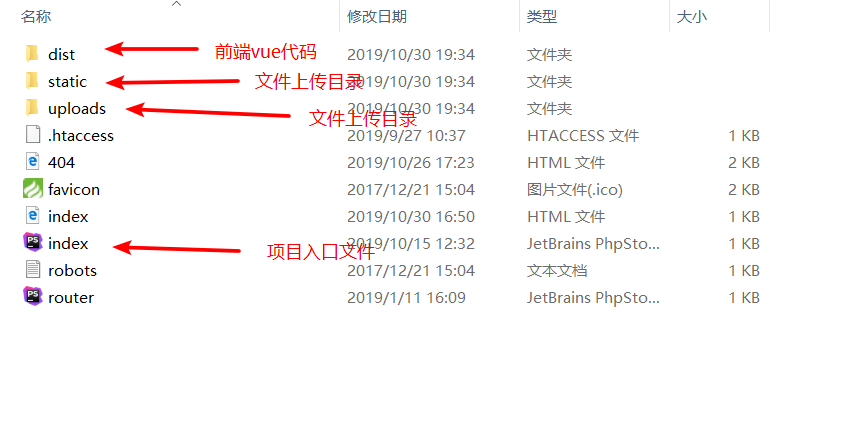 名称 修改日期 类型 大小
dist 前端vue代码 2019/10/30 19:34 文件夹
static 文件上传目录 2019/10/30 19:34 文件夹
uploads 文件上传目录 2019/10/30 19:34 文件夹
.htaccess 2019/9/27 10:37 HTACCESS 文件 1 KB
404 2019/10/26 17:23 HTML 文件 2 KB
favicon 2017/12/21 15:04 图片文件(.ico) 2 KB
index 2019/10/30 16:50 HTML 文件 1 KB
index 项目入口文件 2019/10/15 12:32 JetBrains PhpSto... 1 KB
robots 2017/12/21 15:04 文本文档 1 KB
router 2019/1/11 16:09 JetBrains PhpSto... 1 KB